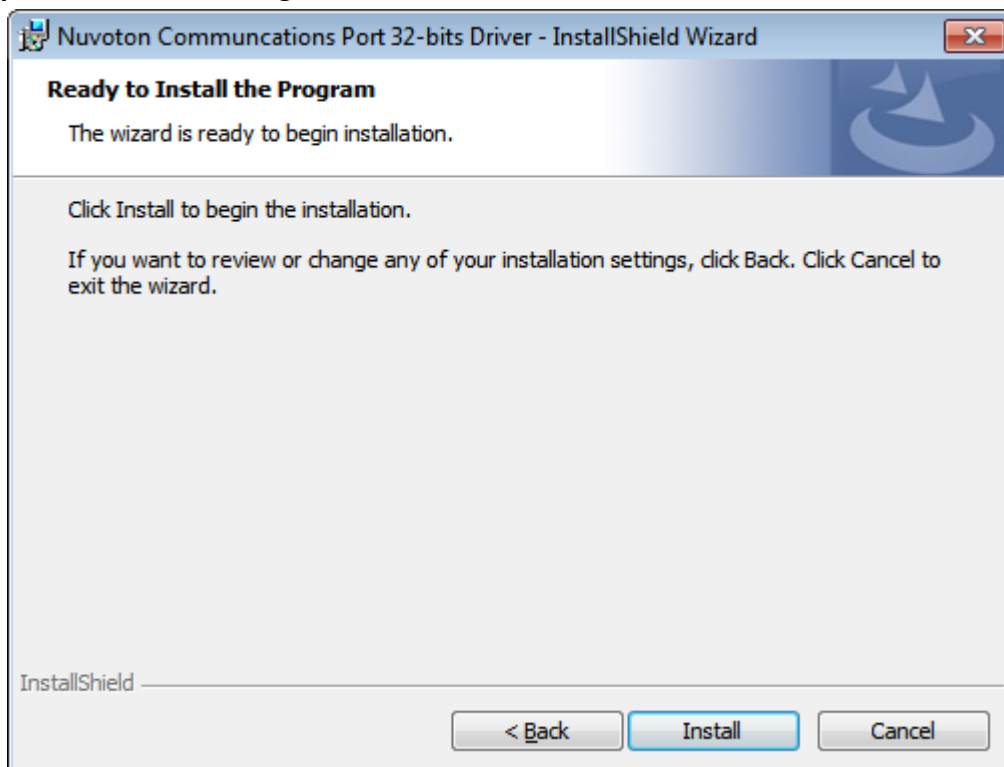 Nuvoton Communcations Port 32-bits Driver - InstallShield Wizard
Ready to Install the Program
The wizard is ready to begin installation.
Click Install to begin the installation.
If you want to review or change any of your installation settings, click Back. Click Cancel to
exit the wizard.
InstallShield
< Back Install Cancel